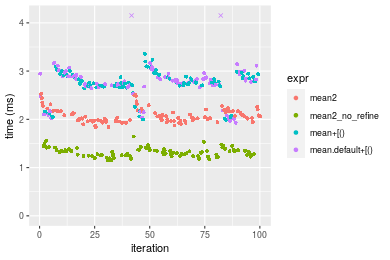 4
3
2
1
0
time (ms)
0
25
50
75
100
iteration
expr
mean2
mean2_no_refine
mean+[()
mean.default+[()